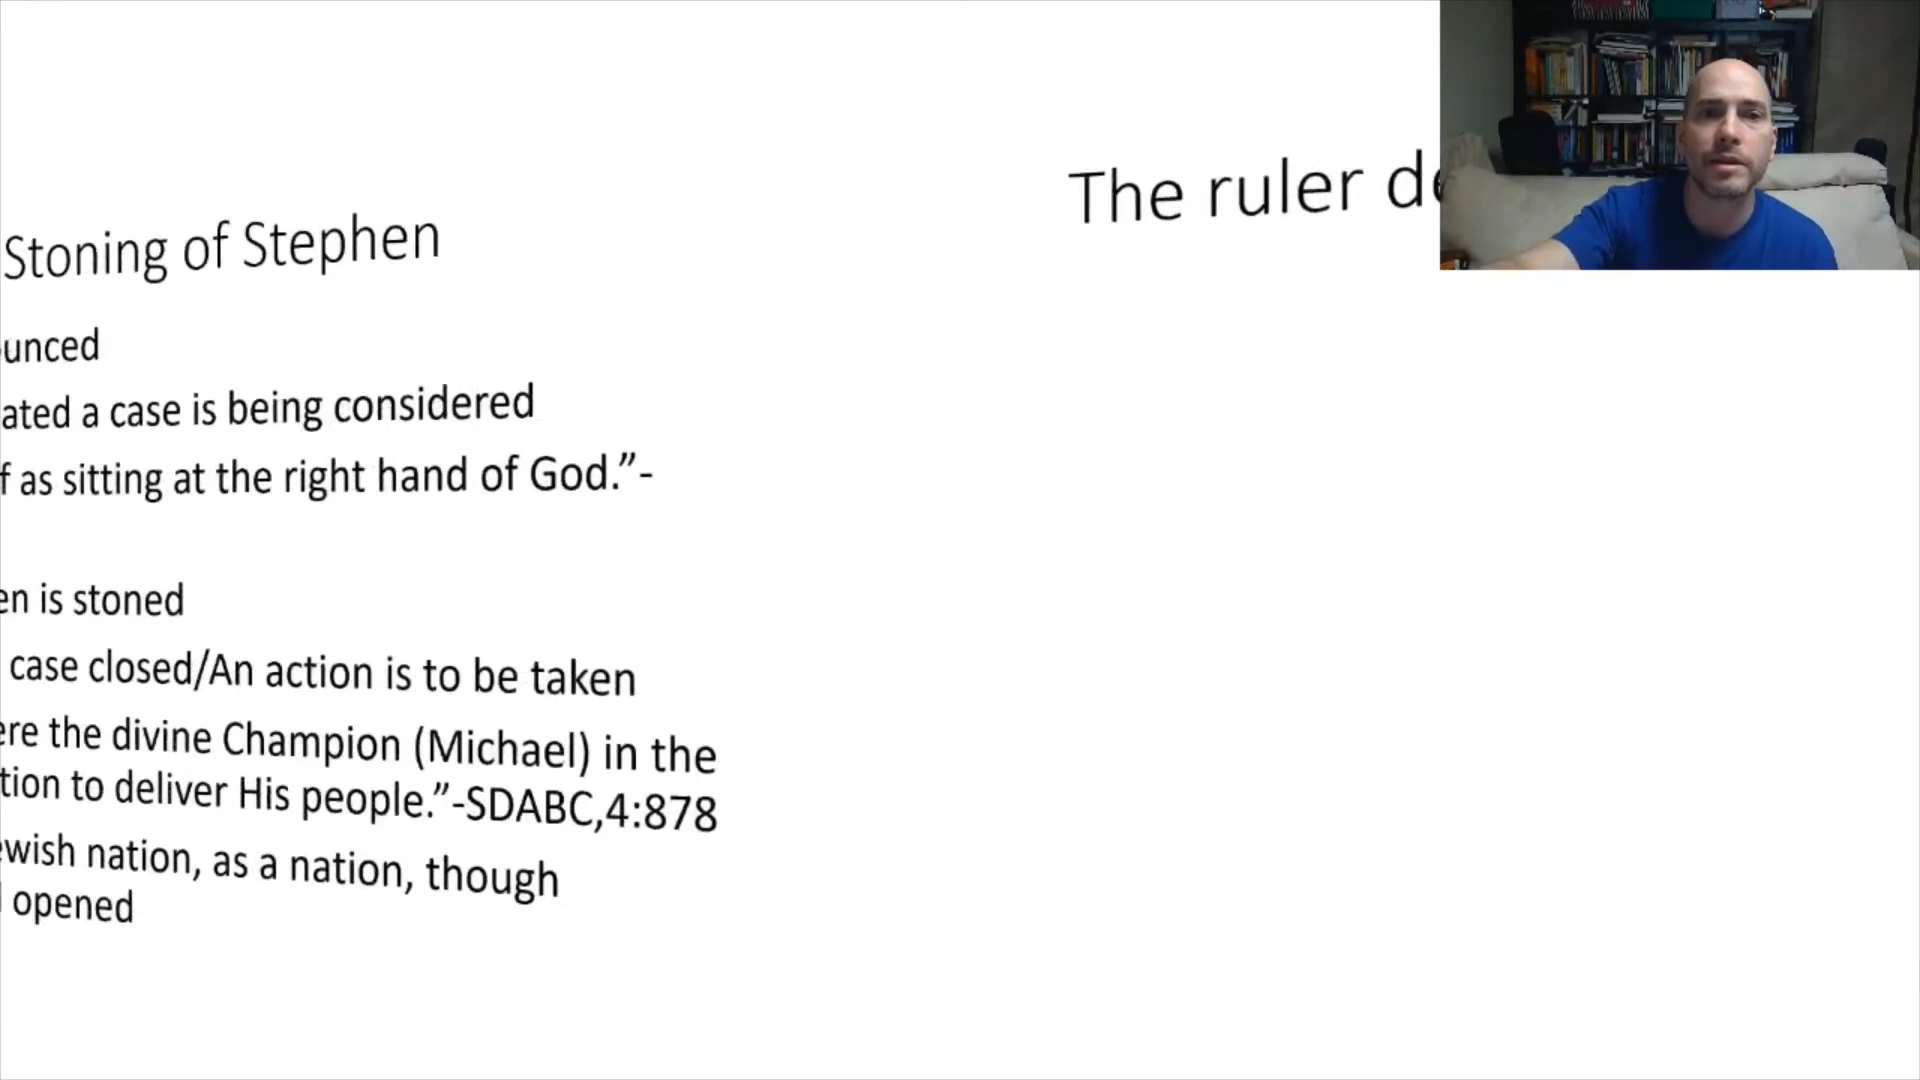 Stoning of Stephen
The ruler
unced
ated a case is being considered
f as sitting at the right hand of God.”-
en is stoned
case closed/An action is to be taken
ere the divine Champion (Michael) in the
tion to deliver His people.”-SDABC,4:878
wish nation, as a nation, though
opened